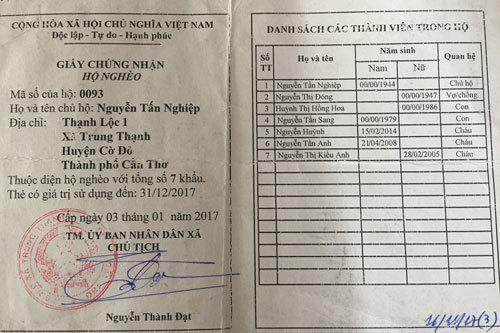 CỘNG HÒA XÃ HỘI CHỦ NGHĨA VIỆT NAM
Độc lập - Tự do - Hạnh phúc
GIẤY CHỨNG NHẬN
HỘ NGHÈO
Mã số của hộ: 0093
Họ và tên chủ hộ: Nguyễn Tấn Nghiệp
Địa chỉ: Thạnh Lộc 1
Xã Trung Thạnh
Huyện Cờ Đỏ
Thành phố Cần Thơ
Thuộc diện hộ nghèo với tổng số 7 khẩu.
Thẻ có giá trị sử dụng đến: 31/12/2017
Cấp ngày 03 tháng 01 năm 2017
TM. ỦY BAN NHÂN DÂN XÃ
CHỦ TỊCH
Nguyễn Thành Đạt
DANH SÁCH CÁC THÀNH VIÊN TRONG HỘ
Số TT Họ và tên Năm sinh Quan hệ
Nam Nữ
1 Nguyễn Tấn Nghiệp 00/00/1944 Chủ hộ
2 Nguyễn Thị Đông 00/00/1947 Vợ/chồng
3 Huỳnh Thị Hồng Hoa 00/00/1986 Con
4 Nguyễn Tấn Sang 00/00/1979 Con
5 Nguyễn Huỳnh 15/02/2014 Cháu
6 Nguyễn Tấn Anh 21/04/2008 Cháu
7 Nguyễn Thị Kiều Anh 28/02/2005 Cháu